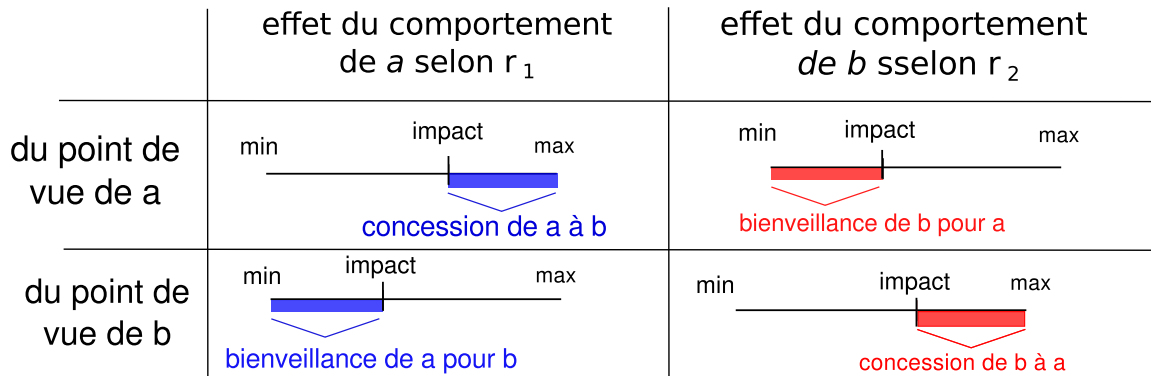 effet du comportement
de a selon r 1
effet du comportement
de b sselon r 2
du point de
vue de a
min
impact
max
concession de a à b
min
impact
max
bienveillance de b pour a
du point de
vue de b
min
impact
max
bienveillance de a pour b
min
impact
max
concession de b à a